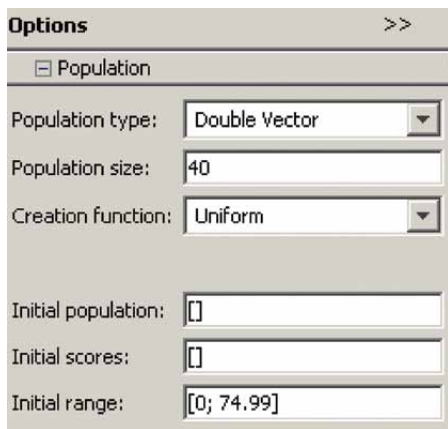 Options >>
Population
Population type: Double Vector
Population size: 40
Creation function: Uniform
Initial population: []
Initial scores: []
Initial range: [0; 74.99]